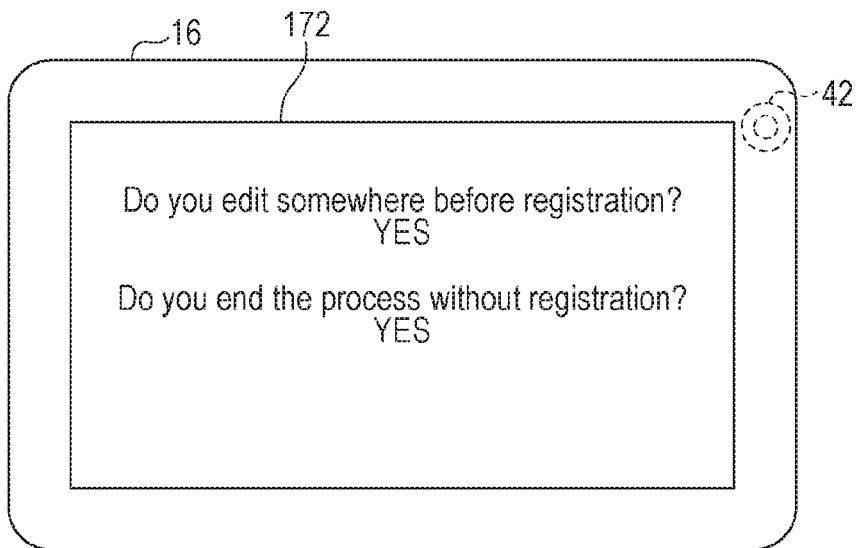 16
172
42
Do you edit somewhere before registration?
YES
Do you end the process without registration?
YES